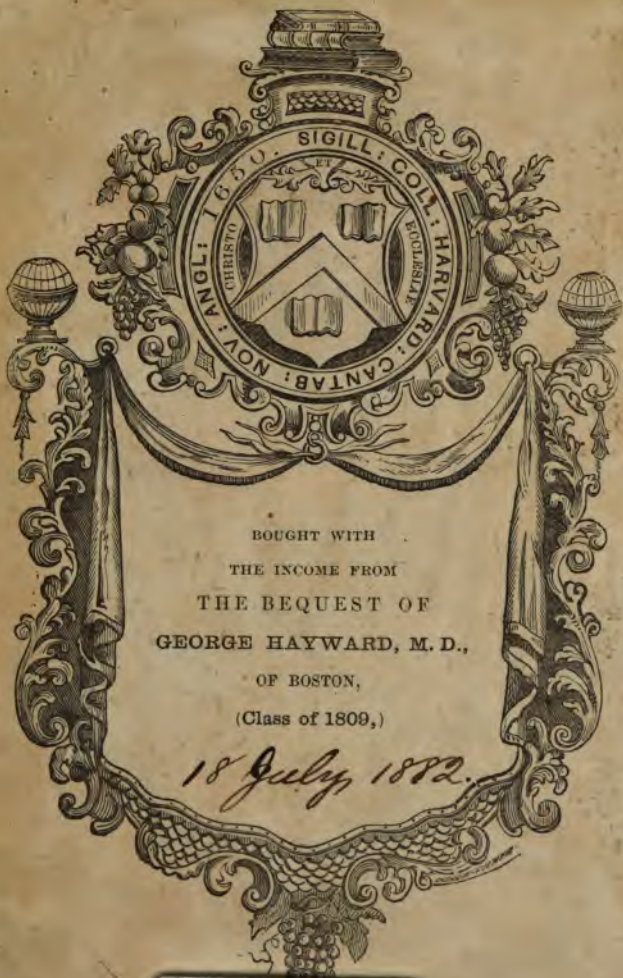 SIGILL: COLL: HARVARD: CANTAB: NOV: ANGL: 1650.
ET
CHRISTO
ECCLESIAE
BOUGHT WITH
THE INCOME FROM
THE BEQUEST OF
GEORGE HAYWARD, M. D.,
OF BOSTON,
(Class of 1809,)
18 July, 1882.